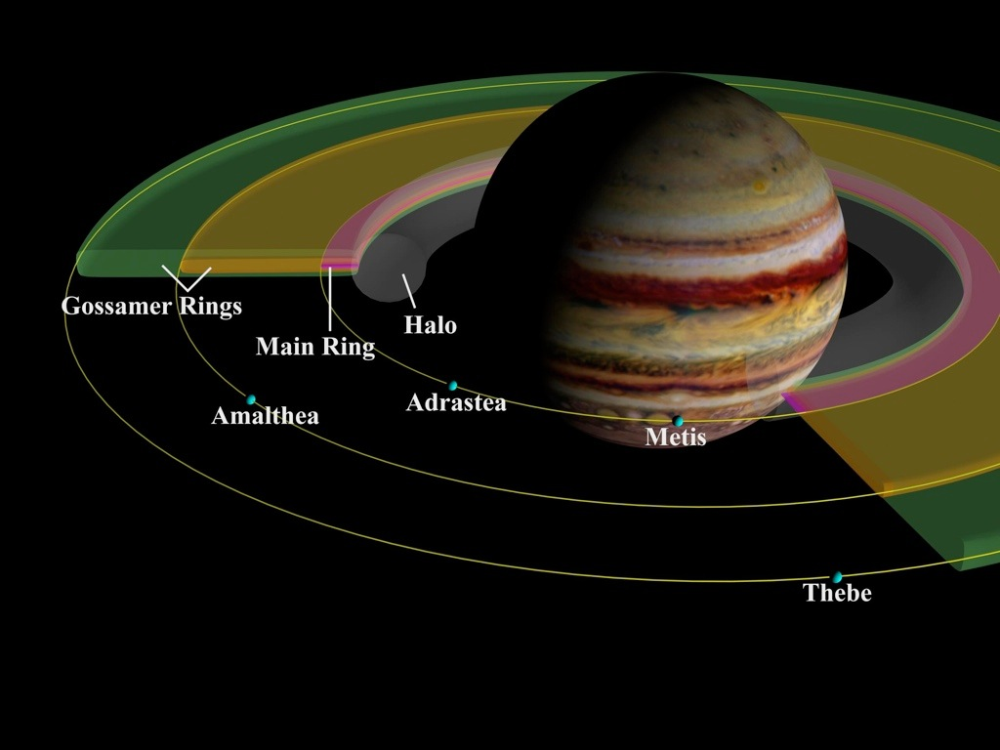 Gossamer Rings
Halo
Main Ring
Adrastea
Amalthea
Metis
Thebe